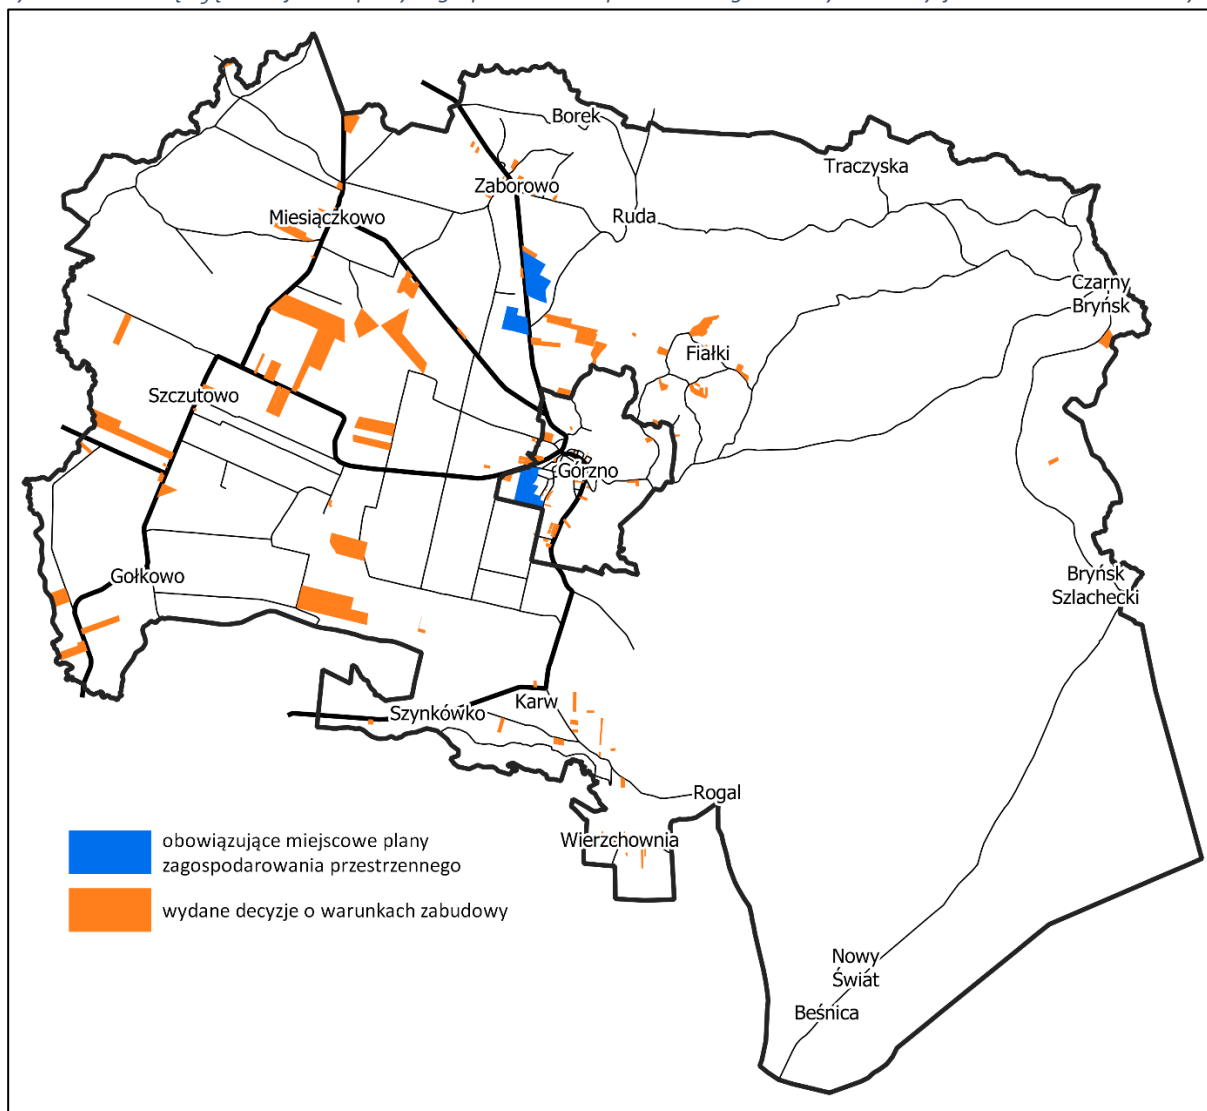 Borek
Traczyska
Zaborowo
Ruda
Miesiączkowo
Czarny
Bryńsk
Fiałki
Szczutowo
Górzno
Gołkowo
Bryńsk
Szlachecki
Karw
Szynkówko
Rogal
Wierzchownia
obowiązujące miejscowe plany
zagospodarowania przestrzennego
wydane decyzje o warunkach zabudowy
Nowy
Świat
Beśnica